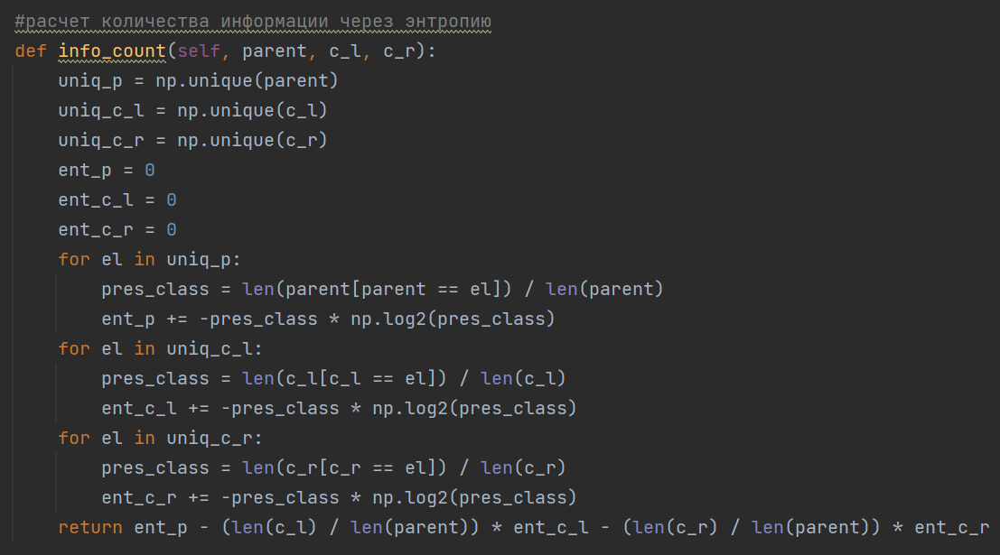 #расчет количества информации через энтропию
def info_count(self, parent, c_l, c_r):
    uniq_p = np.unique(parent)
    uniq_c_l = np.unique(c_l)
    uniq_c_r = np.unique(c_r)
    ent_p = 0
    ent_c_l = 0
    ent_c_r = 0
    for el in uniq_p:
        pres_class = len(parent[parent == el]) / len(parent)
        ent_p += -pres_class * np.log2(pres_class)
    for el in uniq_c_l:
        pres_class = len(c_l[c_l == el]) / len(c_l)
        ent_c_l += -pres_class * np.log2(pres_class)
    for el in uniq_c_r:
        pres_class = len(c_r[c_r == el]) / len(c_r)
        ent_c_r += -pres_class * np.log2(pres_class)
    return ent_p - (len(c_l) / len(parent)) * ent_c_l - (len(c_r) / len(parent)) * ent_c_r